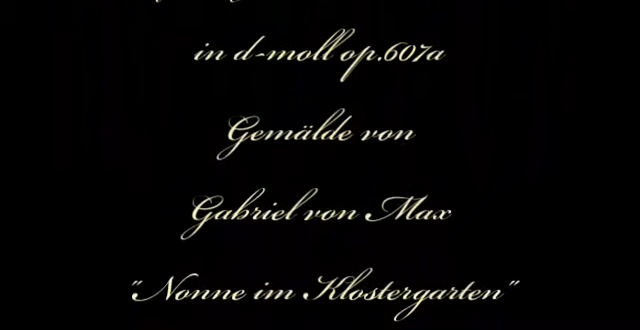 in d-moll op.607a
Gemälde von
Gabriel von Max
"Nonne im Klostergarten"